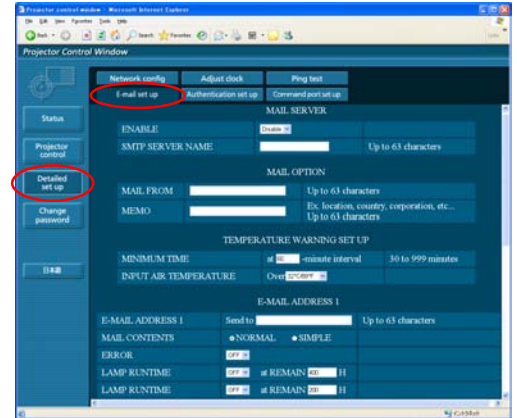 Projector control window - Microsoft Internet Explorer
Back
Search
Favorites
Projector Control Window
Network config
Adjust clock
Ping test
E-mail set up
Authentication set up
Command port set up
Status
Projector control
Detailed set up
Change password
日本語
MAIL SERVER
ENABLE
Disable
SMTP SERVER NAME
Up to 63 characters
MAIL OPTION
MAIL FROM
Up to 63 characters
MEMO
Ex. location, country, corporation, etc...
Up to 63 characters
TEMPERATURE WARNING SET UP
MINIMUM TIME
at 60 -minute interval
30 to 999 minutes
INPUT AIR TEMPERATURE
Over 32°C/89°F
E-MAIL ADDRESS 1
E-MAIL ADDRESS 1
Send to
Up to 63 characters
MAIL CONTENTS
NORMAL
SIMPLE
ERROR
OFF
LAMP RUNTIME
OFF
at REMAIN 400 H
LAMP RUNTIME
OFF
at REMAIN 200 H